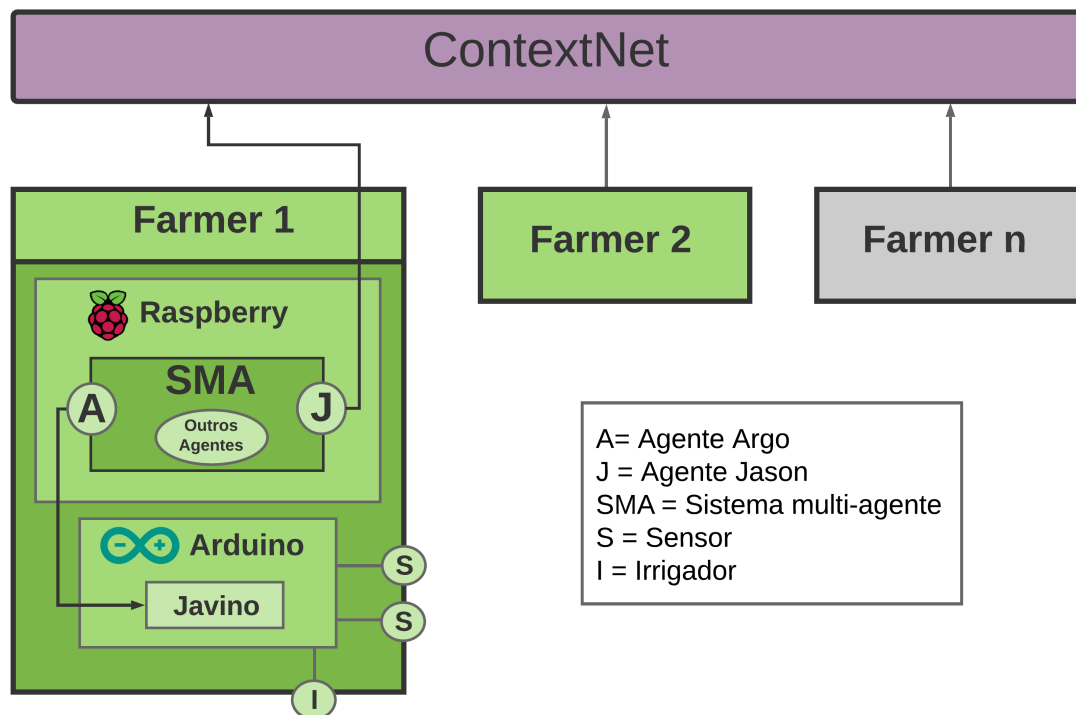 ContextNet
Farmer 1
Farmer 2
Farmer n
Raspberry
SMA
A
J
Outros
Agentes
Arduino
Javino
S
S
I
A= Agente Argo
J = Agente Jason
SMA = Sistema multi-agente
S = Sensor
I = Irrigador